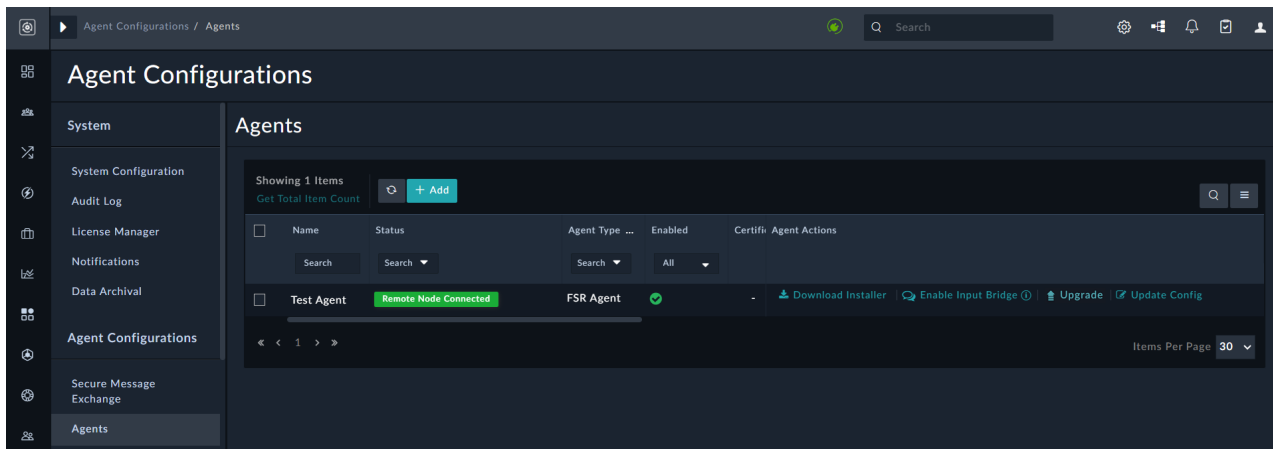 Agent Configurations / Agents
Search
Agent Configurations
System
System Configuration
Audit Log
License Manager
Notifications
Data Archival
Agent Configurations
Secure Message
Exchange
Agents
Agents
Showing 1 Items
Get Total Item Count
+ Add
Name Status Agent Type ... Enabled Certifi Agent Actions
Search Search Search All
Test Agent Remote Node Connected FSR Agent - Download Installer Enable Input Bridge Upgrade Update Config
« < 1 > »
Items Per Page 30